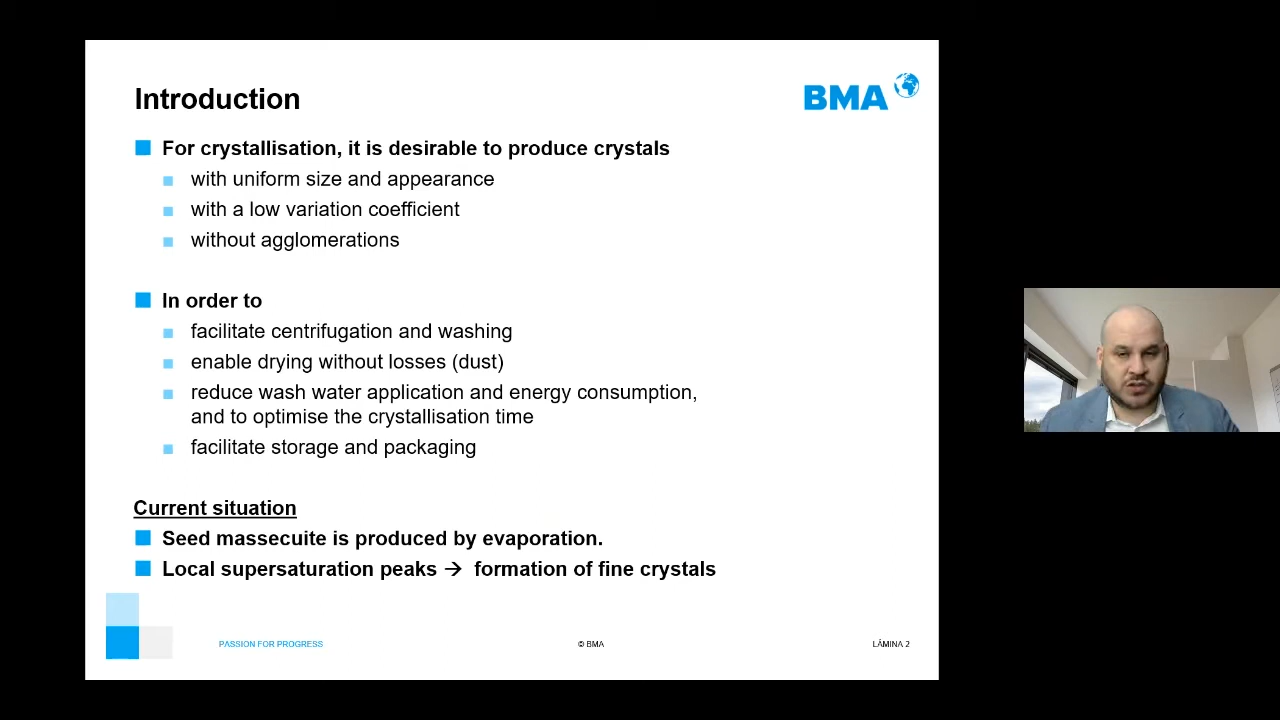 Introduction
BMA
For crystallisation, it is desirable to produce crystals
with uniform size and appearance
with a low variation coefficient
without agglomerations
In order to
facilitate centrifugation and washing
enable drying without losses (dust)
reduce wash water application and energy consumption,
and to optimise the crystallisation time
facilitate storage and packaging
Current situation
Seed massecuite is produced by evaporation.
Local supersaturation peaks → formation of fine crystals
PASSION FOR PROGRESS
© BMA
LÁMINA 2